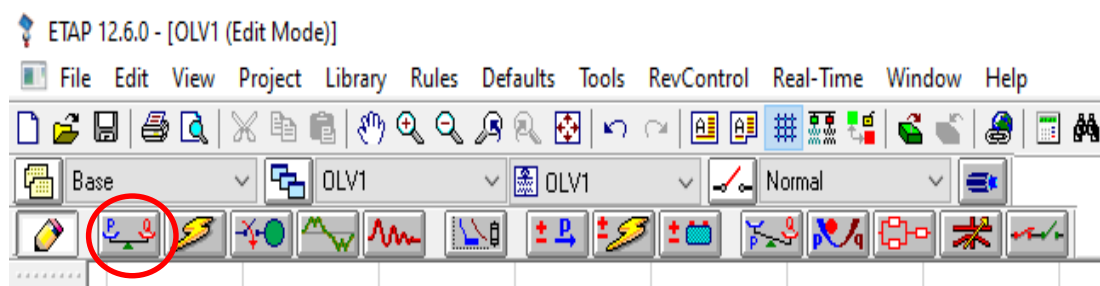 ETAP 12.6.0 - [OLV1 (Edit Mode)]
File Edit View Project Library Rules Defaults Tools RevControl Real-Time Window Help
Base OLV1 OLV1 Normal
P Q P P Q P q